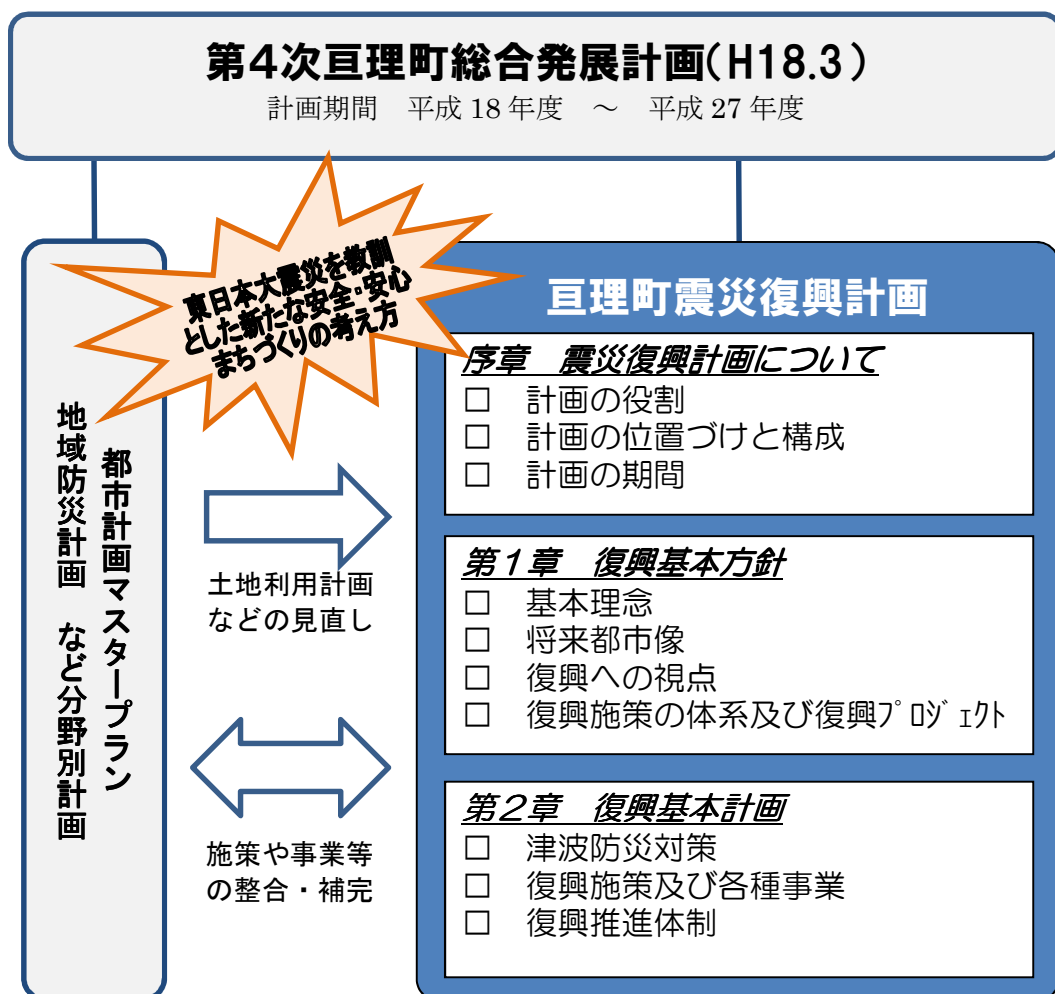 第4次亘理町総合発展計画(H18.3)
計画期間　平成 18 年度　～　平成 27 年度
東日本大震災を教訓
とした新たな安全・安心
まちづくりの考え方
都市計画マスタープラン
地域防災計画　など分野別計画
土地利用計画
などの見直し
施策や事業等
の整合・補完
亘理町震災復興計画
序章　震災復興計画について
□　計画の役割
□　計画の位置づけと構成
□　計画の期間
第１章　復興基本方針
□　基本理念
□　将来都市像
□　復興への視点
□　復興施策の体系及び復興ﾌﾟﾛｼﾞｪｸﾄ
第２章　復興基本計画
□　津波防災対策
□　復興施策及び各種事業
□　復興推進体制